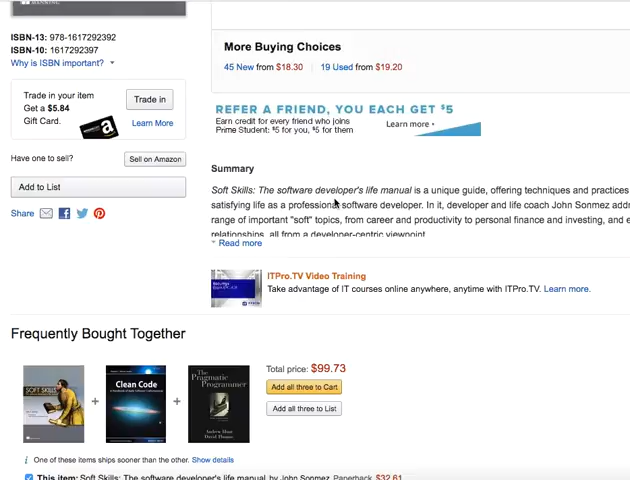 MANNING
ISBN-13: 978-1617292392
ISBN-10: 1617292397
Why is ISBN important?
Trade in your item
Get a $5.84
Gift Card.
Trade in
Learn More
Have one to sell?
Sell on Amazon
Add to List
Share
More Buying Choices
45 New from $18.30 | 19 Used from $19.20
REFER A FRIEND, YOU EACH GET $5
Earn credit for every friend who joins
Prime Student: $5 for you, $5 for them
Learn more
Summary
Soft Skills: The software developer's life manual is a unique guide, offering techniques and practices
satisfying life as a professional software developer. In it, developer and life coach John Sonmez addr
range of important "soft" topics, from career and productivity to personal finance and investing, and e
relationships, all from a developer-centric viewpoint.
Read more
ITPro.TV Video Training
Take advantage of IT courses online anywhere, anytime with ITPro.TV. Learn more.
Frequently Bought Together
SOFT SKILLS
+
Clean Code
+
The
Pragmatic
Programmer
Andrew Hunt
David Thomas
Total price: $99.73
Add all three to Cart
Add all three to List
i One of these items ships sooner than the other. Show details
This item: Soft Skills: The software developer's life manual by John Sonmez Paperback $32.61